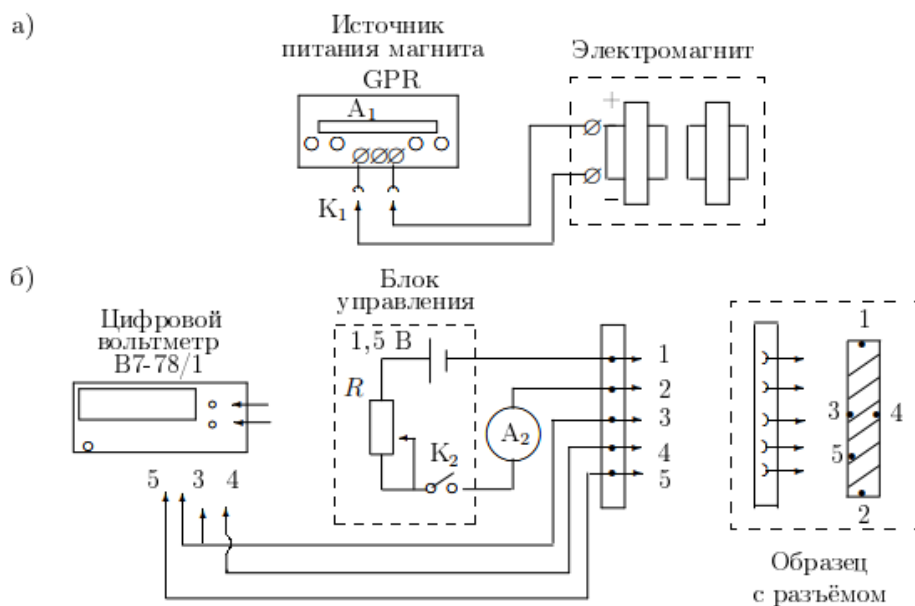 а)
Источник
питания магнита
GPR
A₁
K₁
Электромагнит
+
−
б)
Цифровой
вольтметр
В7-78/1
5 3 4
Блок
управления
1,5 В
R
K₂
A₂
1
2
3
4
5
1
3 4
5
2
Образец
с разъёмом